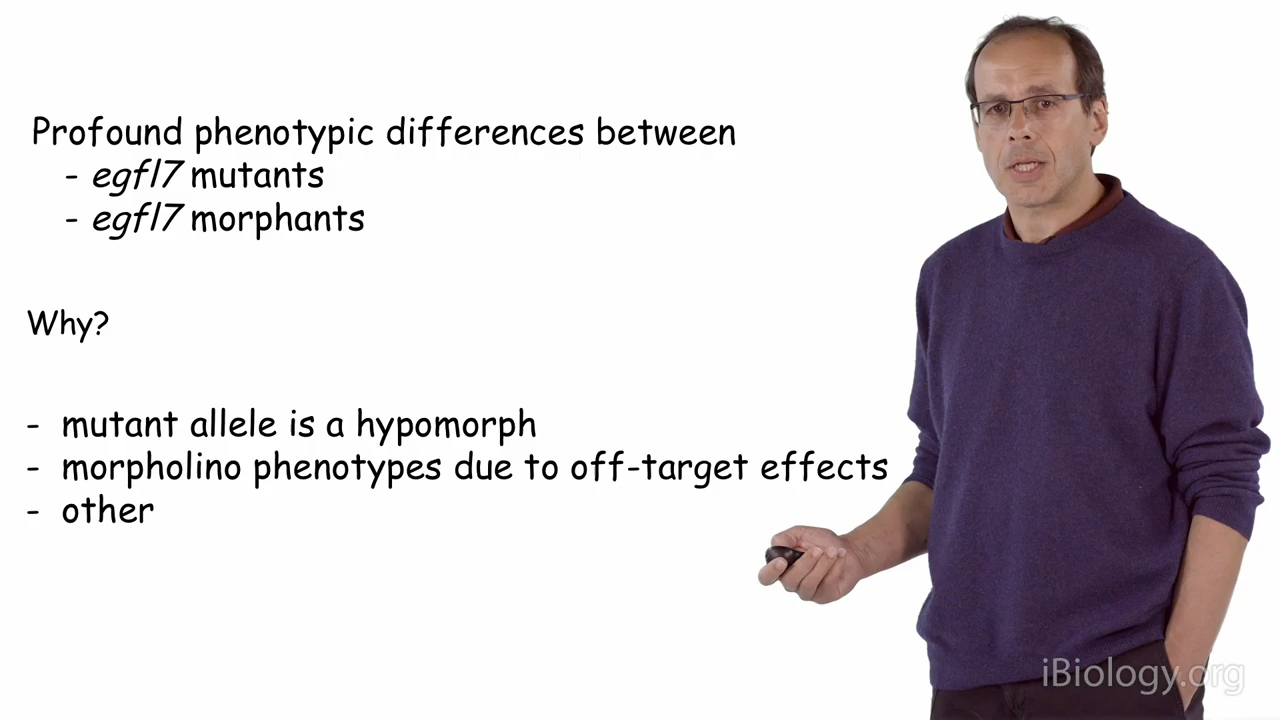 Profound phenotypic differences between
- egfl7 mutants
- egfl7 morphants
Why?
- mutant allele is a hypomorph
- morpholino phenotypes due to off-target effects
- other
iBiology.org